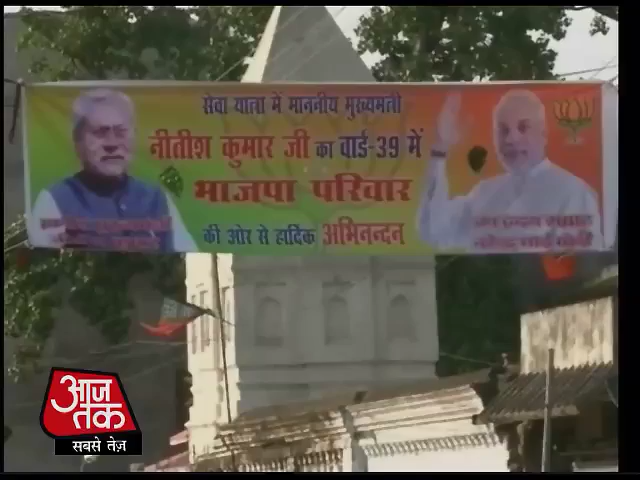 सेवा यात्रा में माननीय मुख्यमंत्री
नीतीश कुमार जी का वार्ड-39 में
भाजपा परिवार
की ओर से हार्दिक अभिनन्दन
आज
तक
सबसे तेज़